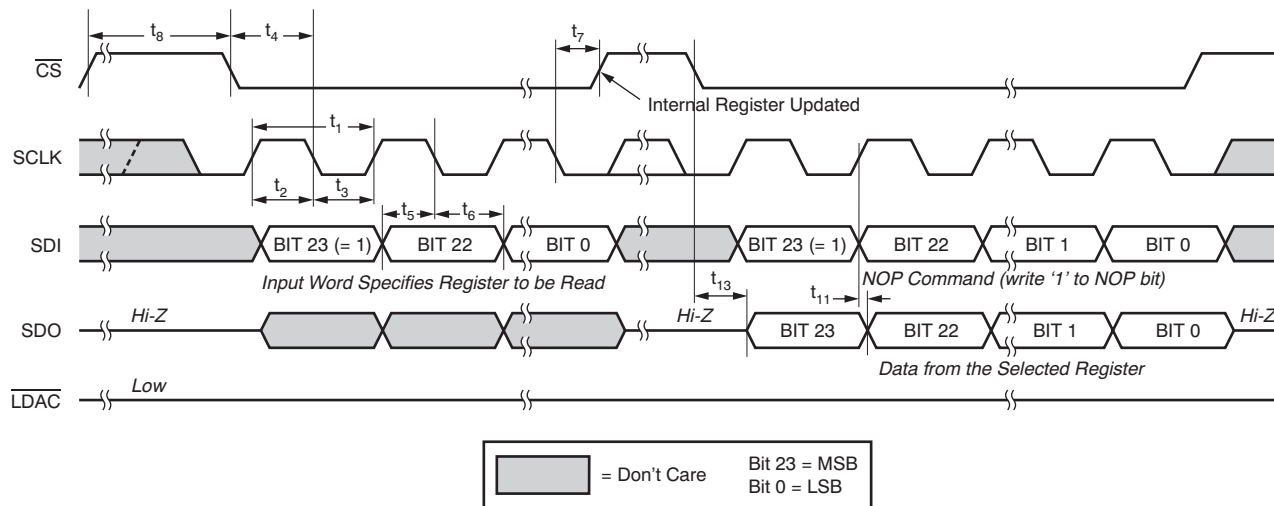 t8 t4 t7
CS
Internal Register Updated
t1
SCLK
t2 t3
t5 t6
SDI BIT 23 (= 1) BIT 22 BIT 0 BIT 23 (= 1) BIT 22 BIT 1 BIT 0
Input Word Specifies Register to be Read
NOP Command (write ‘1’ to NOP bit)
t13 t11
Hi-Z Hi-Z Hi-Z
SDO BIT 23 BIT 22 BIT 1 BIT 0
Data from the Selected Register
Low
LDAC
= Don't Care
Bit 23 = MSB
Bit 0 = LSB